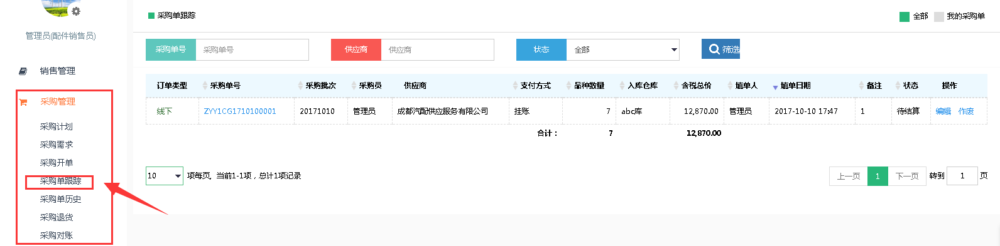 管理员(配件销售员)
销售管理
采购管理
采购计划
采购需求
采购开单
采购单跟踪
采购单历史
采购退货
采购对账
采购单跟踪
全部 我的采购单
采购单号 采购单号 供应商 供应商 状态 全部 筛选
订单类型 采购单号 采购批次 采购员 供应商 支付方式 品种数量 入库仓库 含税总价 填单人 填单日期 备注 状态 操作
线下 ZYY1CG1710100001 20171010 管理员 成都汽配供应服务有限公司 挂账 7 abc库 12,870.00 管理员 2017-10-10 17:47 1 待结算 编辑 作废
合计： 7 12,870.00
10 项每页, 当前1-1项，总计1项记录 上一页 1 下一页 转到 1 页